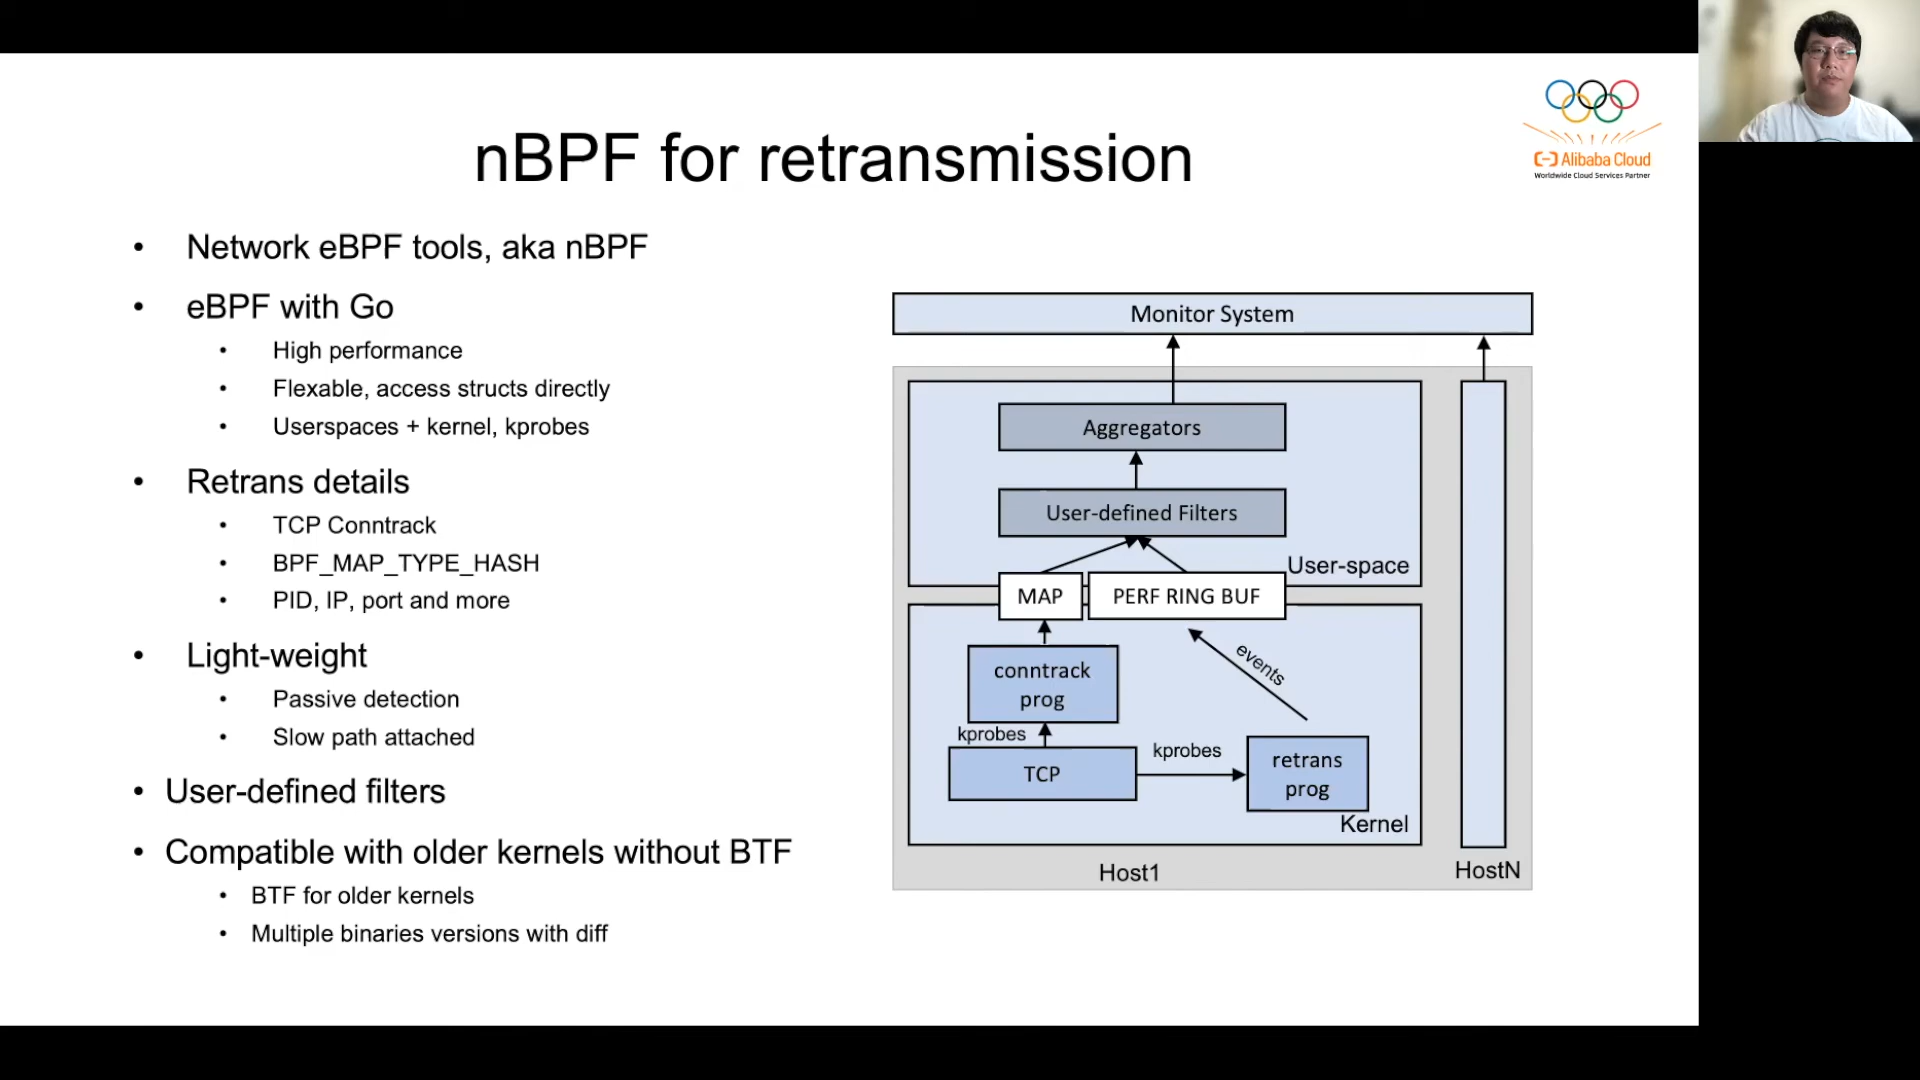 nBPF for retransmission
Alibaba Cloud
Worldwide Cloud Services Partner
• Network eBPF tools, aka nBPF
• eBPF with Go
• High performance
• Flexable, access structs directly
• Userspaces + kernel, kprobes
• Retrans details
• TCP Conntrack
• BPF_MAP_TYPE_HASH
• PID, IP, port and more
• Light-weight
• Passive detection
• Slow path attached
• User-defined filters
• Compatible with older kernels without BTF
• BTF for older kernels
• Multiple binaries versions with diff
Monitor System
Aggregators
User-defined Filters
User-space
MAP
PERF RING BUF
events
conntrack
prog
kprobes
kprobes
TCP
retrans
prog
Kernel
Host1
HostN